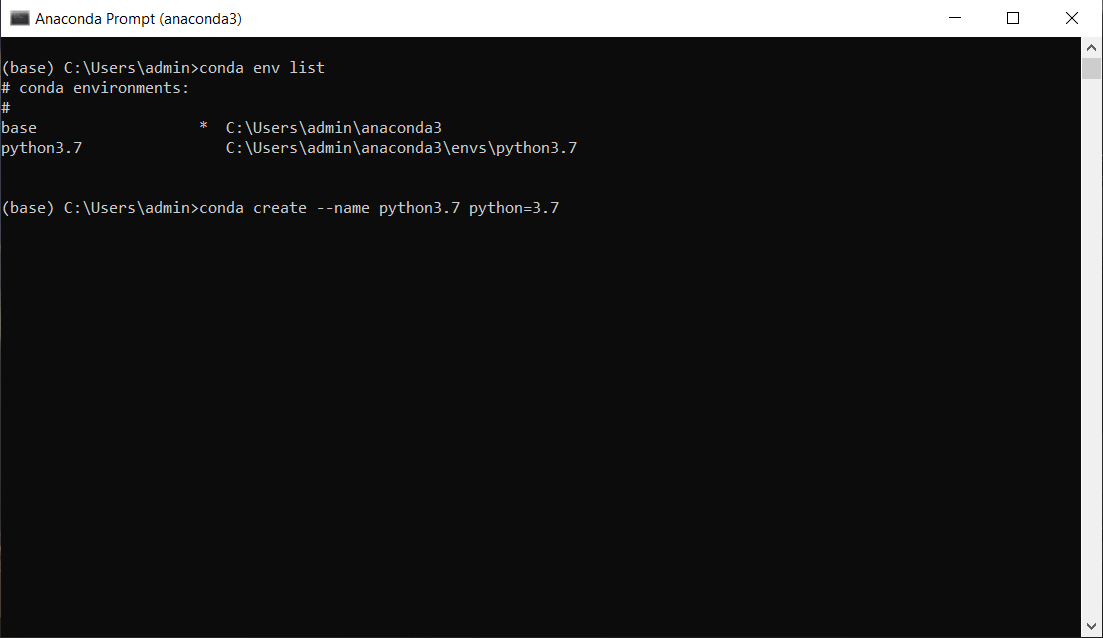 Anaconda Prompt (anaconda3)
(base) C:\Users\admin>conda env list
# conda environments:
#
base                  *  C:\Users\admin\anaconda3
python3.7                C:\Users\admin\anaconda3\envs\python3.7
(base) C:\Users\admin>conda create --name python3.7 python=3.7